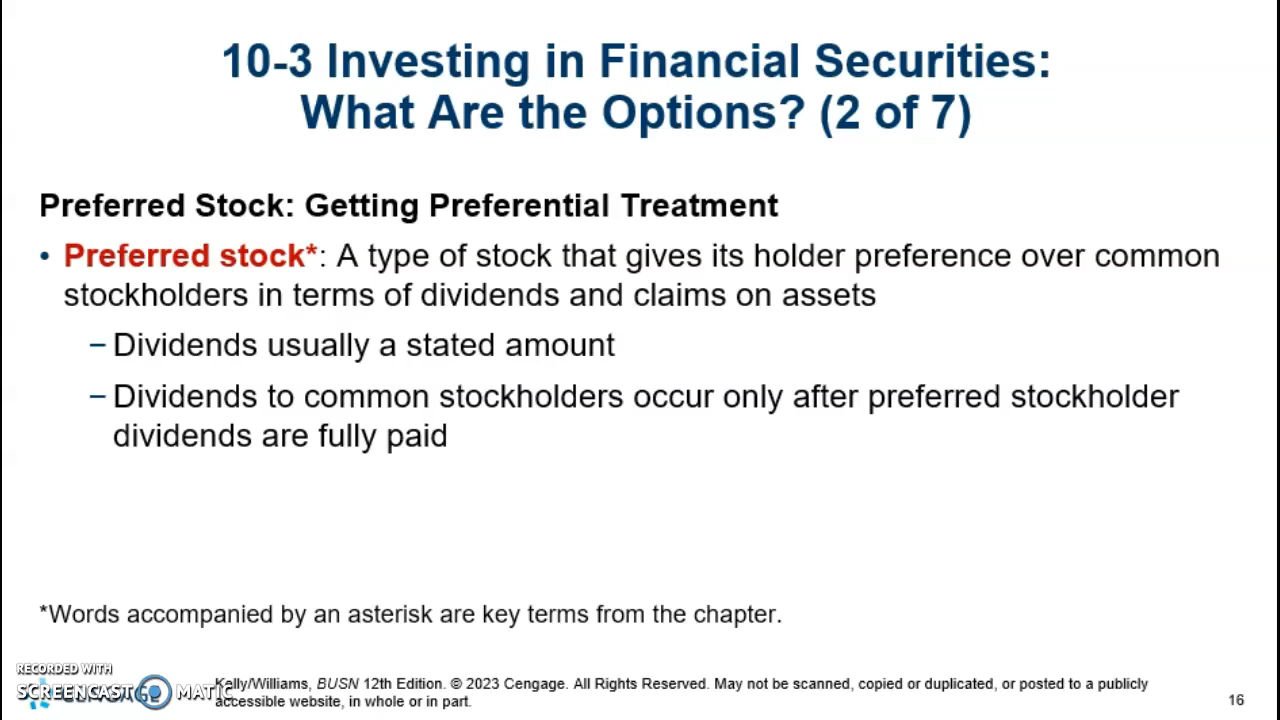 10-3 Investing in Financial Securities:
What Are the Options? (2 of 7)
Preferred Stock: Getting Preferential Treatment
• Preferred stock*: A type of stock that gives its holder preference over common
stockholders in terms of dividends and claims on assets
– Dividends usually a stated amount
– Dividends to common stockholders occur only after preferred stockholder
dividends are fully paid
*Words accompanied by an asterisk are key terms from the chapter.
RECORDED WITH
SCREENCAST MATIC
Kelly/Williams, BUSN 12th Edition. © 2023 Cengage. All Rights Reserved. May not be scanned, copied or duplicated, or posted to a publicly
accessible website, in whole or in part.
16